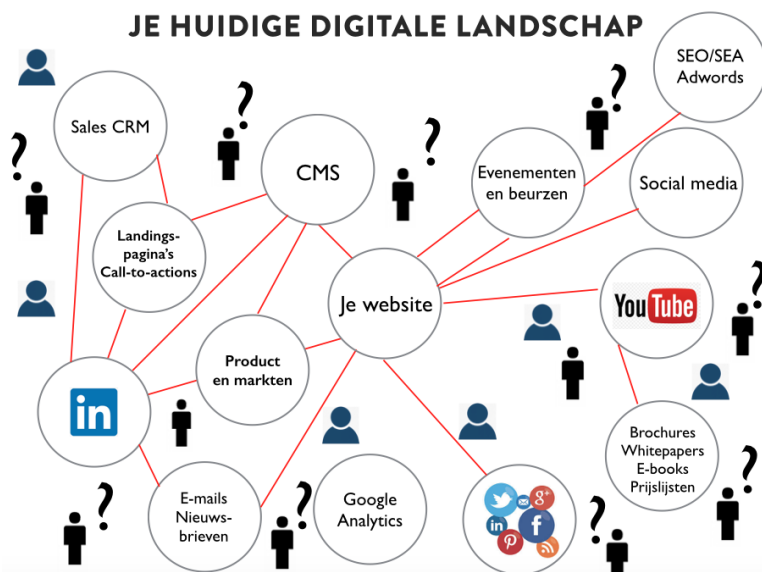 JE HUIDIGE DIGITALE LANDSCHAP
SEO/SEA
Adwords
Sales CRM
?
?
?
?
CMS
Evenementen
en beurzen
Social media
Landings-
pagina's
Call-to-actions
Je website
YouTube
?
Product
en markten
in
Brochures
Whitepapers
E-books
Prijslijsten
E-mails
Nieuws-
brieven
Google
Analytics
g+
in
f
?
?
?
?